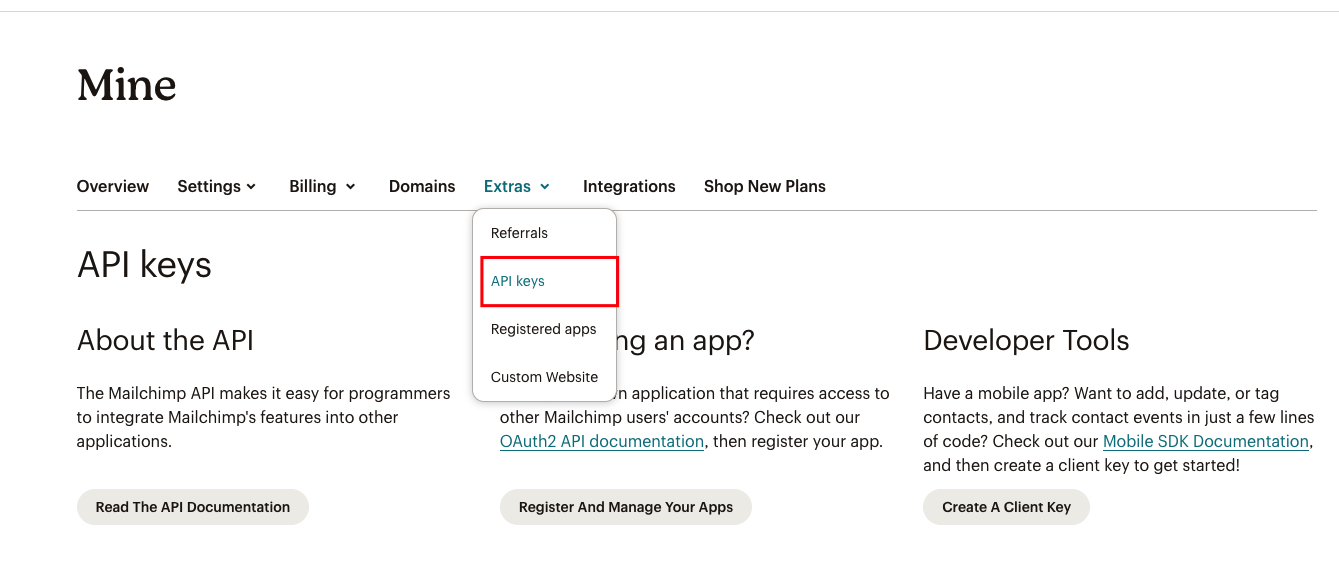 Mine
Overview Settings Billing Domains Extras Integrations Shop New Plans
Referrals
API keys
Registered apps
Custom Website
API keys
About the API
The Mailchimp API makes it easy for programmers
to integrate Mailchimp's features into other
applications.
Read The API Documentation
an app?
application that requires access to
other Mailchimp users' accounts? Check out our
OAuth2 API documentation, then register your app.
Register And Manage Your Apps
Developer Tools
Have a mobile app? Want to add, update, or tag
contacts, and track contact events in just a few lines
of code? Check out our Mobile SDK Documentation,
and then create a client key to get started!
Create A Client Key